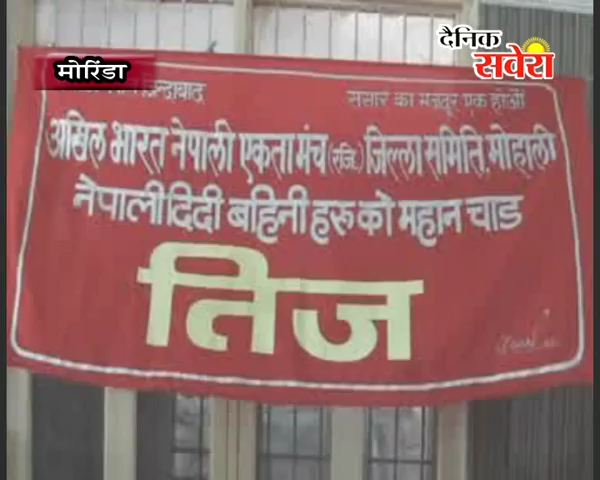 दैनिक
सवेरा
मोरिंडा
संसार का मजदूर एक होऔं
अखिल भारत नेपाली एकता मंच (रजि.) जिल्ला समिति, मोहाली
नेपाली दिदी बहिनी हरू को महान चाड
तिज